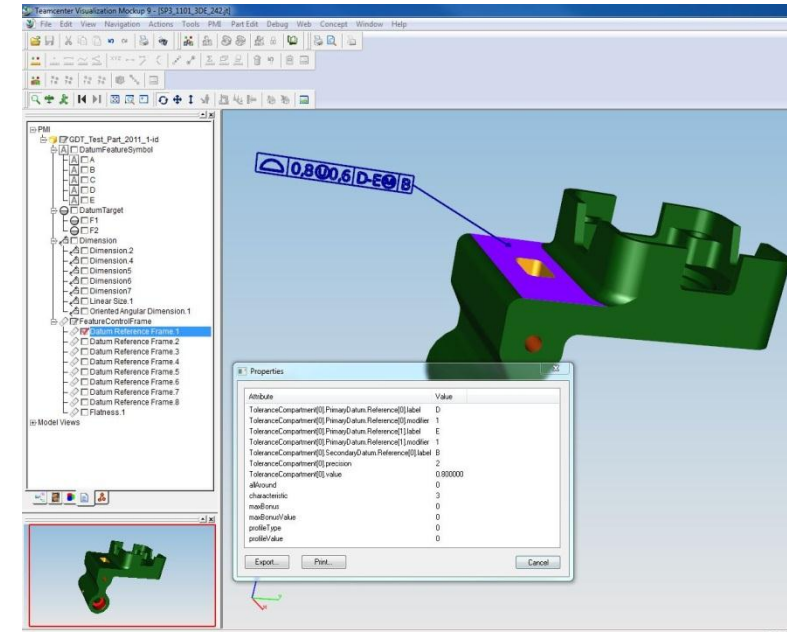 Teamcenter Visualization Mockup 9 - [SP3_1101_3DE_242.jt]
File Edit View Navigation Actions Tools PMI Part Edit Debug Web Concept Window Help
PMI
GDT_Test_Part_2011_1-id
DatumFeatureSymbol
A A
A B
A C
A D
A E
DatumTarget
F1
F2
Dimension
Dimension.2
Dimension.4
Dimension5
Dimension6
Dimension7
Linear Size.1
Oriented Angular Dimension.1
FeatureControlFrame
Datum Reference Frame.1
Datum Reference Frame.2
Datum Reference Frame.3
Datum Reference Frame.4
Datum Reference Frame.5
Datum Reference Frame.6
Datum Reference Frame.7
Datum Reference Frame.8
Flatness.1
Model Views
0,8Ⓤ0,6 D-EⓂ B
Properties
Attribute Value
ToleranceCompartment[0].PrimaryDatum.Reference[0].label D
ToleranceCompartment[0].PrimaryDatum.Reference[0].modifier 1
ToleranceCompartment[0].PrimaryDatum.Reference[1].label E
ToleranceCompartment[0].PrimaryDatum.Reference[1].modifier 1
ToleranceCompartment[0].SecondaryDatum.Reference[0].label B
ToleranceCompartment[0].precision 2
ToleranceCompartment[0].value 0.800000
allAround 0
characteristic 3
maxBonus 0
maxBonusValue 0
profileType 0
profileValue 0
Export... Print... Cancel